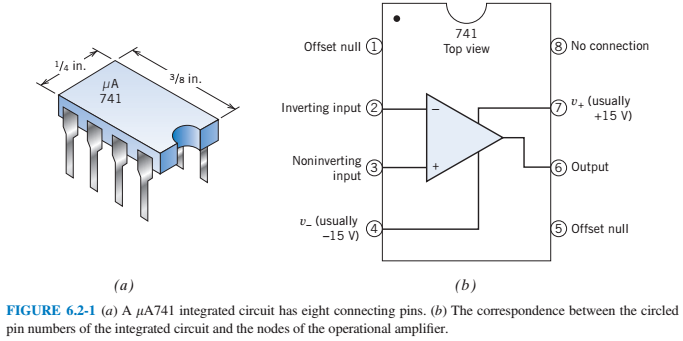 1/4 in.
3/8 in.
μA
741
(a)
741
Top view
Offset null 1
8 No connection
Inverting input 2
7 v+ (usually
+15 V)
−
Noninverting
input 3
+
6 Output
v− (usually
−15 V) 4
5 Offset null
(b)
FIGURE 6.2-1 (a) A μA741 integrated circuit has eight connecting pins. (b) The correspondence between the circled
pin numbers of the integrated circuit and the nodes of the operational amplifier.